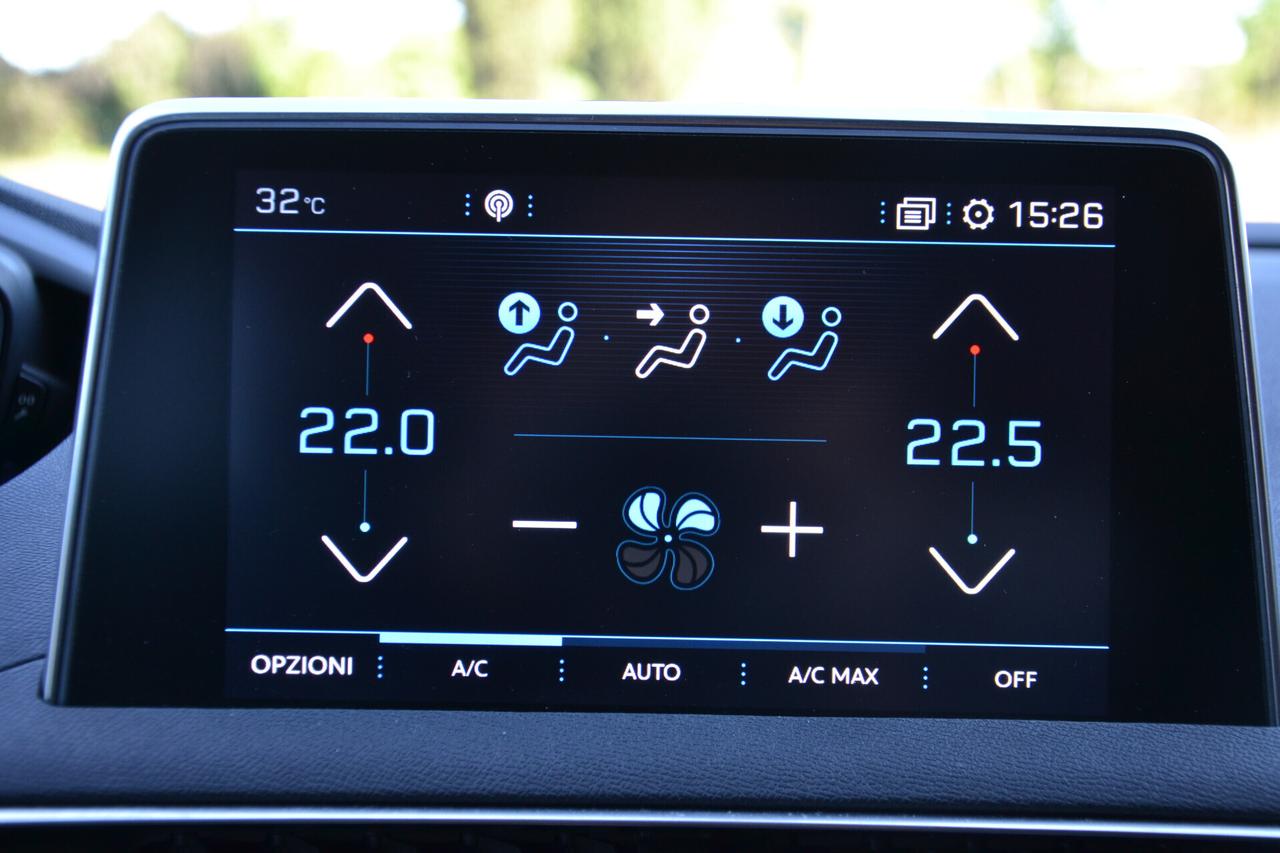 32°C 15:26
22.0 22.5
OPZIONI A/C AUTO A/C MAX OFF